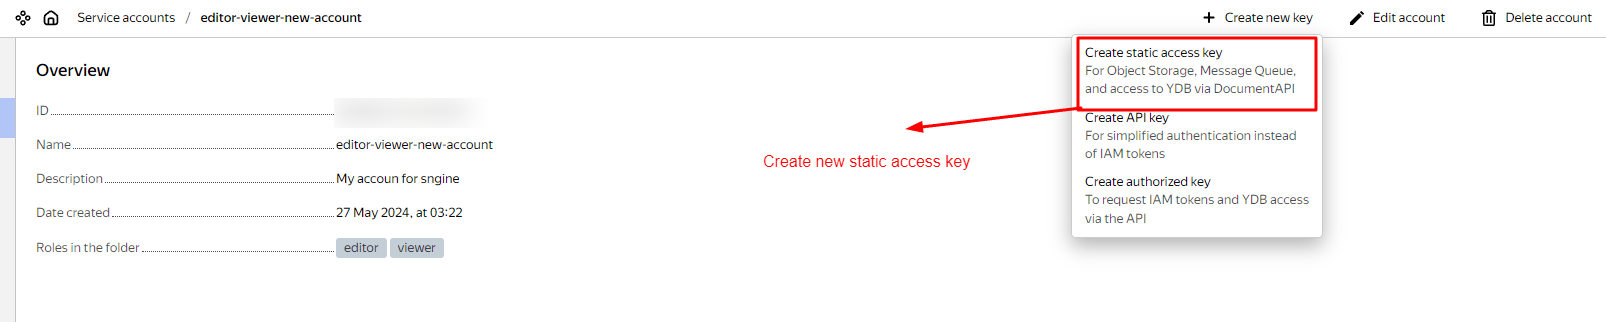 Service accounts / editor-viewer-new-account
+ Create new key
Edit account
Delete account
Overview
ID
Name editor-viewer-new-account
Description My accoun for sngine
Date created 27 May 2024, at 03:22
Roles in the folder editor viewer
Create static access key
For Object Storage, Message Queue,
and access to YDB via DocumentAPI
Create API key
For simplified authentication instead
of IAM tokens
Create authorized key
To request IAM tokens and YDB access
via the API
Create new static access key